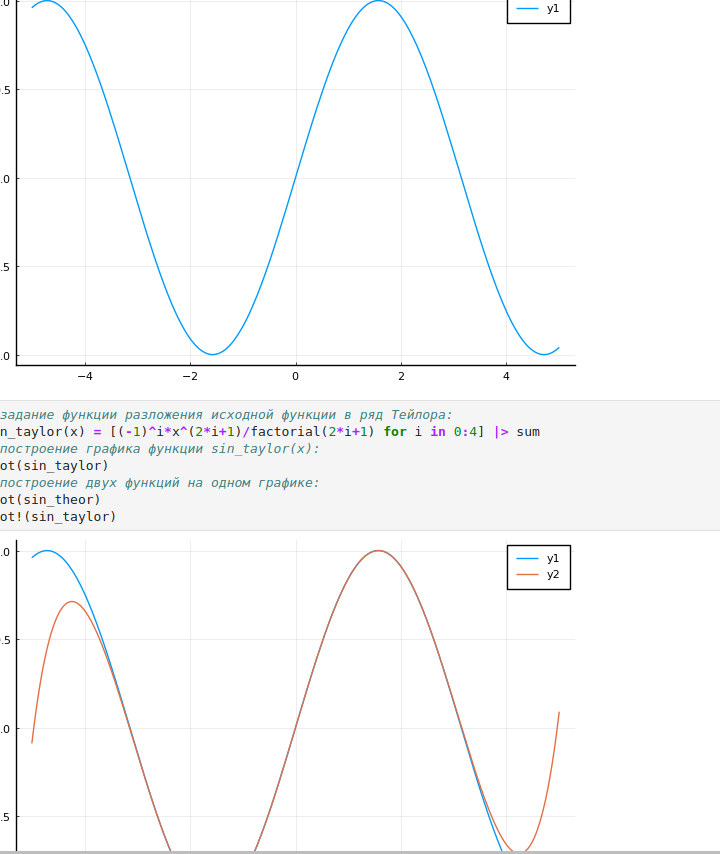 .0
y1
.5
.0
.5
.0
−4
−2
0
2
4
задание функции разложения исходной функции в ряд Тейлора:
n_taylor(x) = [(-1)^i*x^(2*i+1)/factorial(2*i+1) for i in 0:4] |> sum
построение графика функции sin_taylor(x):
ot(sin_taylor)
построение двух функций на одном графике:
ot(sin_theor)
ot!(sin_taylor)
.0
y1
y2
.5
.0
.5